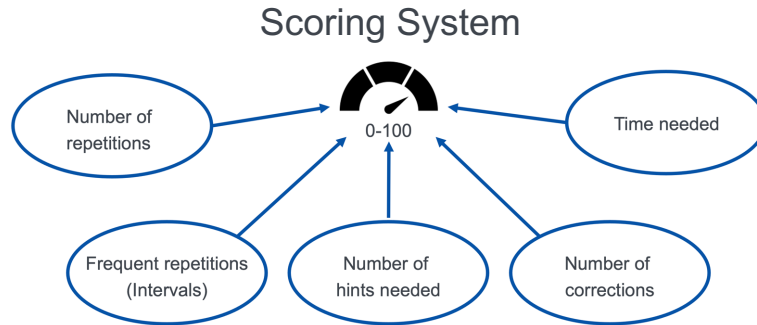 Scoring System
0-100
Number of
repetitions
Time needed
Frequent repetitions
(Intervals)
Number of
hints needed
Number of
corrections